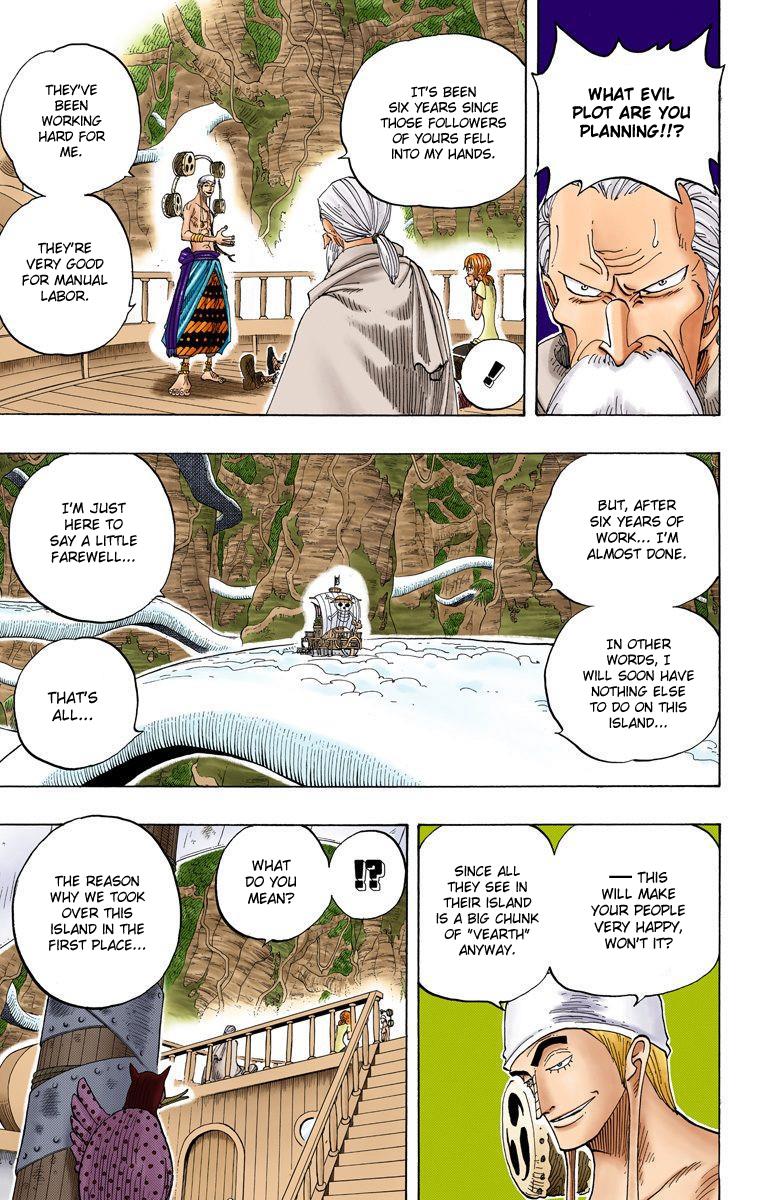 WHAT EVIL
PLOT ARE YOU
PLANNING!!?
IT'S BEEN
SIX YEARS SINCE
THOSE FOLLOWERS
OF YOURS FELL
INTO MY HANDS.
THEY'VE
BEEN
WORKING
HARD FOR
ME.
THEY'RE
VERY GOOD
FOR MANUAL
LABOR.
!
BUT, AFTER
SIX YEARS OF
WORK... I'M
ALMOST DONE.
IN OTHER
WORDS, I
WILL SOON HAVE
NOTHING ELSE
TO DO ON THIS
ISLAND...
I'M JUST
HERE TO
SAY A LITTLE
FAREWELL...
THAT'S
ALL...
— THIS
WILL MAKE
YOUR PEOPLE
VERY HAPPY,
WON'T IT?
SINCE ALL
THEY SEE IN
THEIR ISLAND
IS A BIG CHUNK
OF "VEARTH"
ANYWAY.
!?
WHAT
DO YOU
MEAN?
THE REASON
WHY WE TOOK
OVER THIS
ISLAND IN THE
FIRST PLACE...